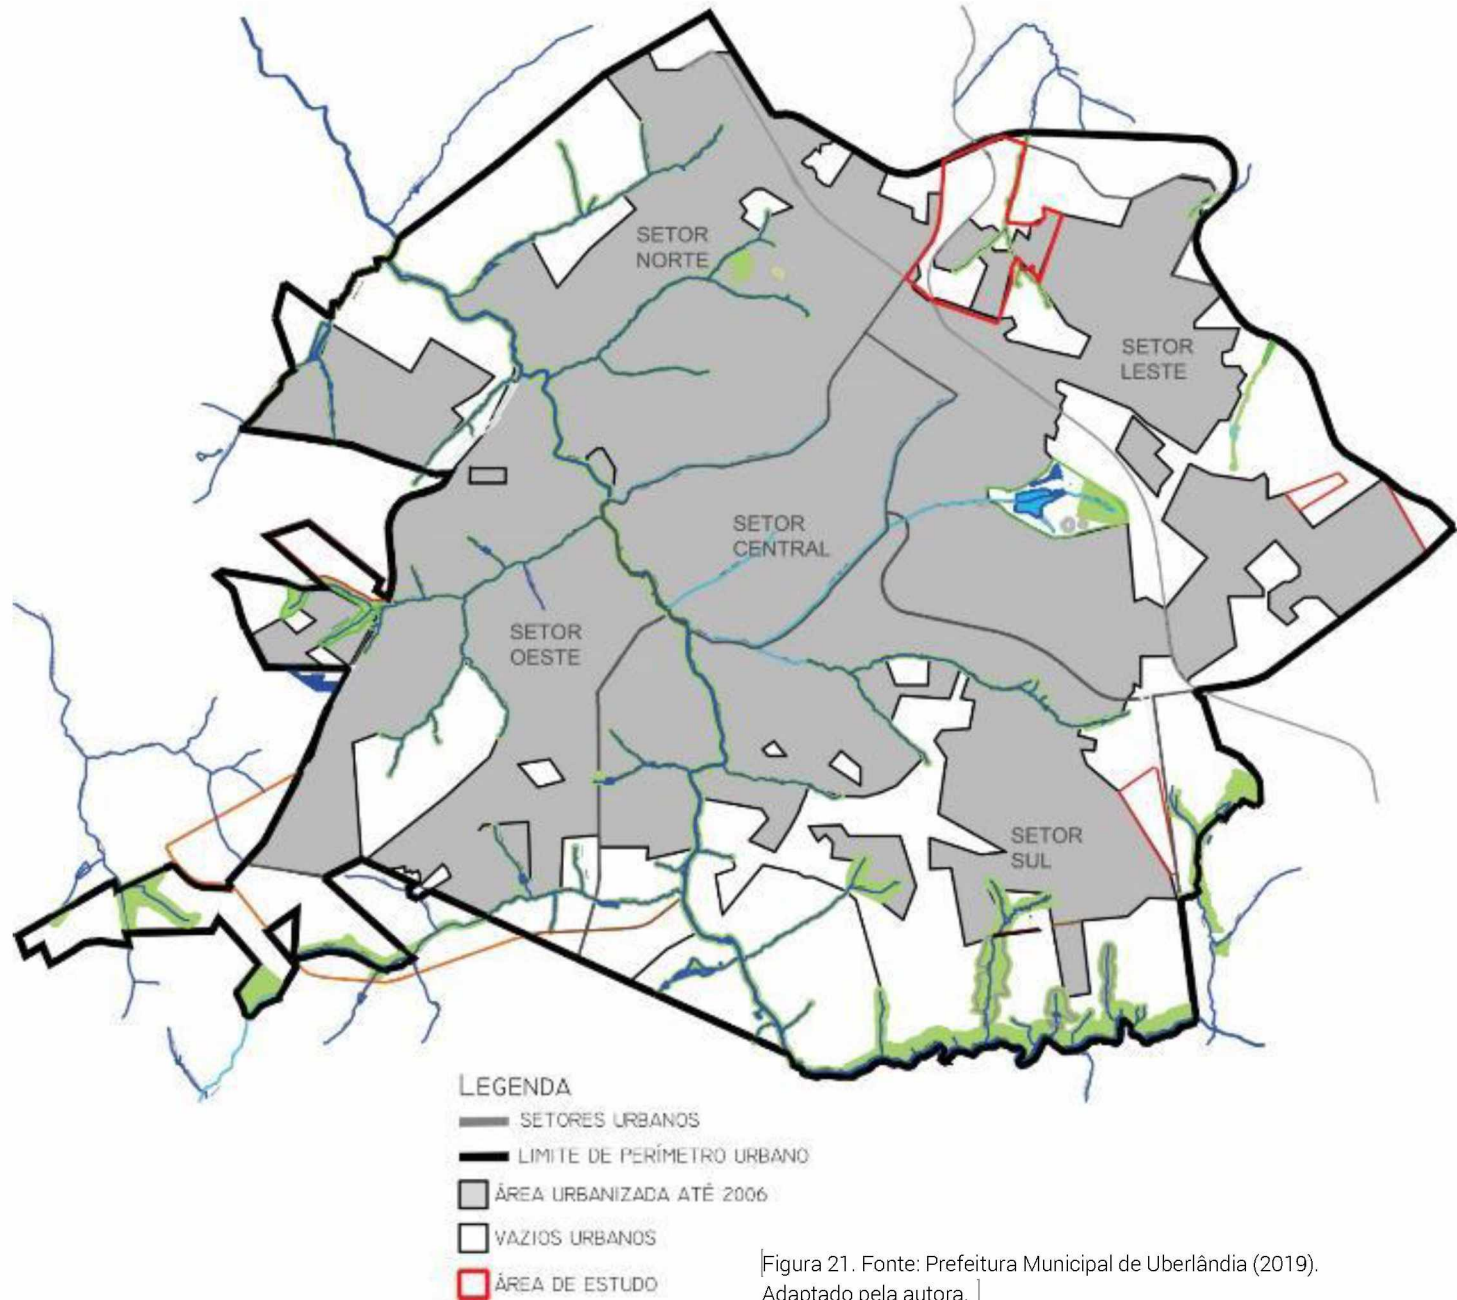 SETOR
NORTE
SETOR
LESTE
SETOR
CENTRAL
SETOR
OESTE
SETOR
SUL
LEGENDA
SETORES URBANOS
LIMITE DE PERÍMETRO URBANO
ÁREA URBANIZADA ATÉ 2006
VAZIOS URBANOS
ÁREA DE ESTUDO
Figura 21. Fonte: Prefeitura Municipal de Uberlândia (2019).
Adaptado pela autora.